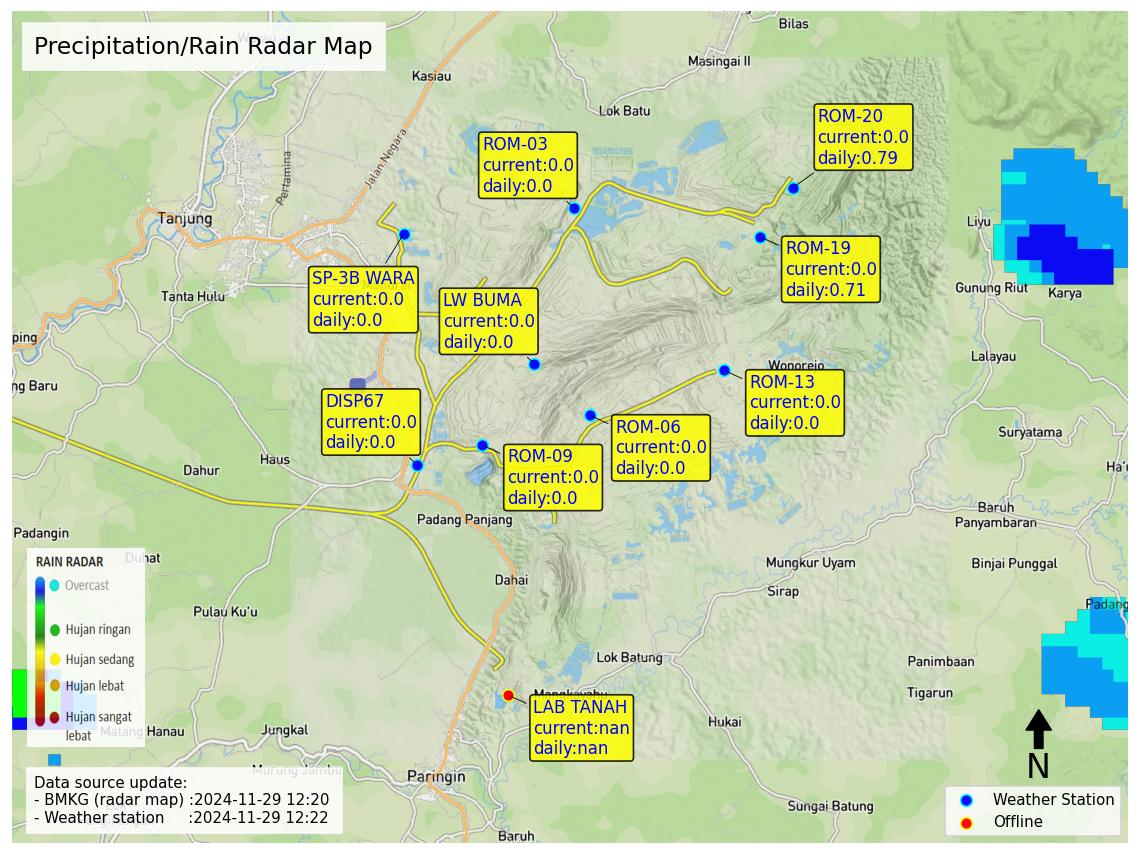 Precipitation/Rain Radar Map
Bilas
Masingai II
Kasiau
Lok Batu
Jalan Negara
Pertamina
Tanjung
Tanta Hulu
ROM-20
current:0.0
daily:0.79
ROM-03
current:0.0
daily:0.0
ROM-19
current:0.0
daily:0.71
SP-3B WARA
current:0.0
daily:0.0
LW BUMA
current:0.0
daily:0.0
Liyu
Gunung Riut
Karya
Lalayau
ping
ng Baru
Wonorejo
ROM-13
current:0.0
daily:0.0
DISP67
current:0.0
daily:0.0
ROM-06
current:0.0
daily:0.0
ROM-09
current:0.0
daily:0.0
Suryatama
Ha'u
Haus
Dahur
Padangin
Duhat
Padang Panjang
Baruh
Panyambaran
Binjai Punggal
Mungkur Uyam
Sirap
Dahai
Pulau Ku'u
Padang
RAIN RADAR
Overcast
Hujan ringan
Hujan sedang
Hujan lebat
Hujan sangat
lebat
Lok Batung
Panimbaan
Tigarun
Mangkayahu
LAB TANAH
current:nan
daily:nan
Hukai
Matang Hanau
Jungkal
Murung Jambu
Paringin
Sungai Batung
Baruh
N
Data source update:
- BMKG (radar map) :2024-11-29 12:20
- Weather station :2024-11-29 12:22
Weather Station
Offline